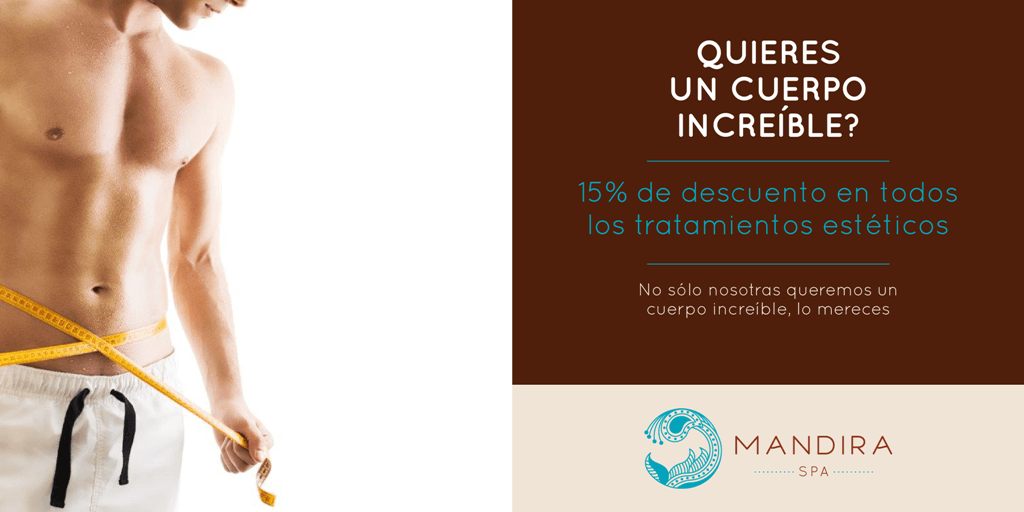 QUIERES
UN CUERPO
INCREÍBLE?
15% de descuento en todos
los tratamientos estéticos
No sólo nosotras queremos un
cuerpo increíble, lo mereces
MANDIRA
SPA